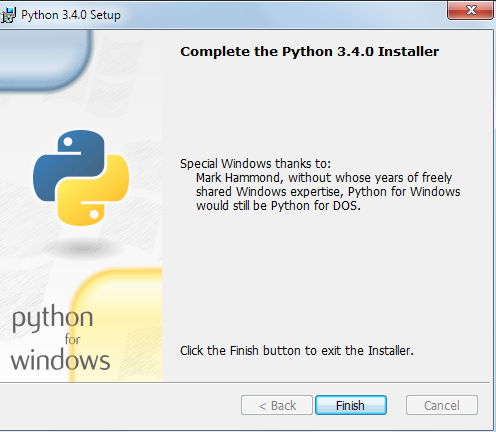 Python 3.4.0 Setup
Complete the Python 3.4.0 Installer
Special Windows thanks to:
Mark Hammond, without whose years of freely
shared Windows expertise, Python for Windows
would still be Python for DOS.
python
for
windows
Click the Finish button to exit the Installer.
< Back
Finish
Cancel